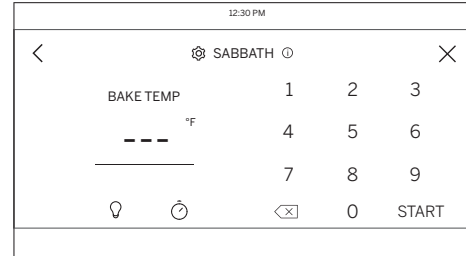 12:30 PM
SABBATH
BAKE TEMP
--- °F
1 2 3
4 5 6
7 8 9
0 START